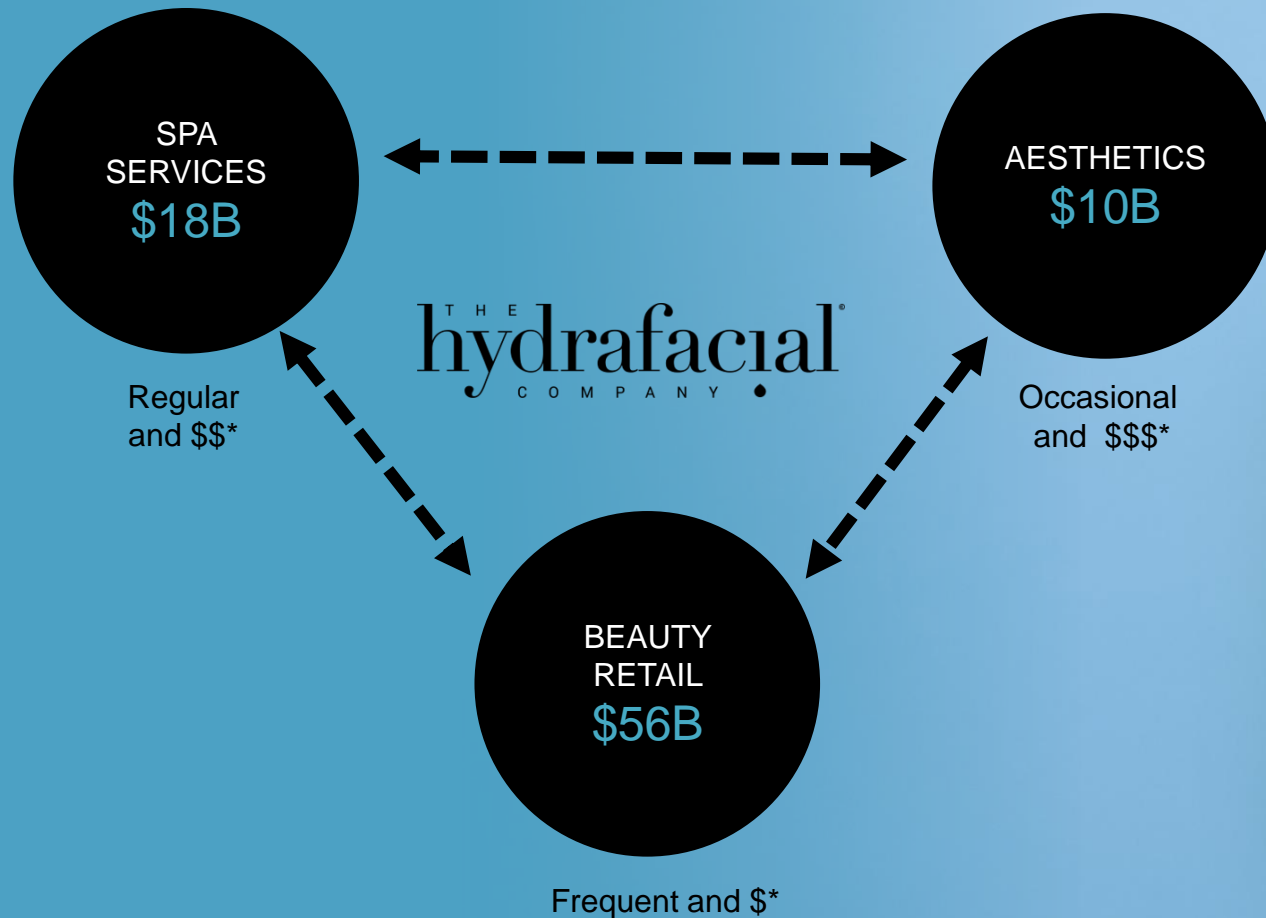 SPA
SERVICES
$18B
AESTHETICS
$10B
THE
hydrafacial®
COMPANY
Regular
and $$*
Occasional
and $$$*
BEAUTY
RETAIL
$56B
Frequent and $*